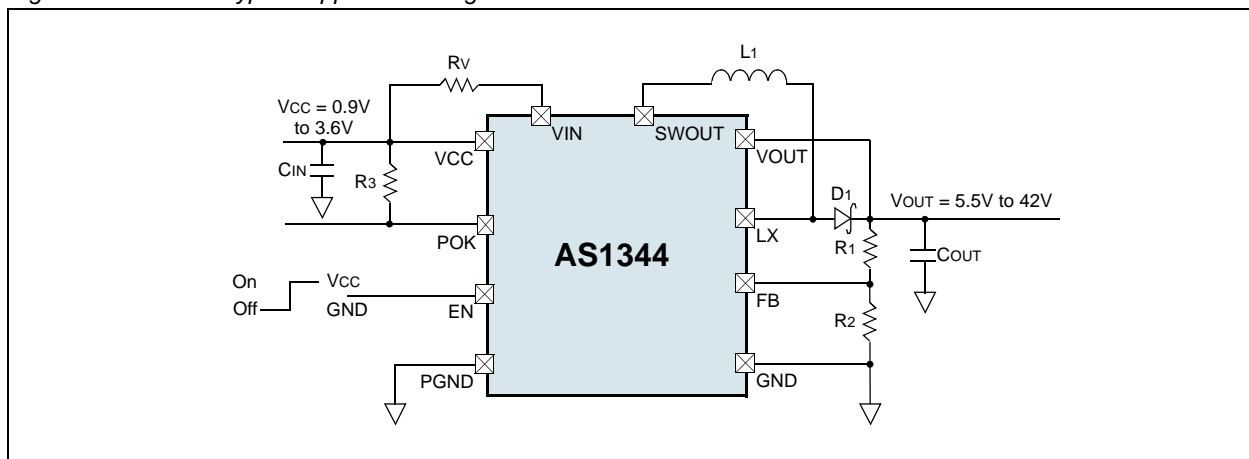 L1
RV
VCC = 0.9V
to 3.6V
VIN
SWOUT
VCC
VOUT
CIN
R3
D1
VOUT = 5.5V to 42V
POK
LX
R1
COUT
AS1344
On
Off
VCC
GND
EN
FB
R2
PGND
GND